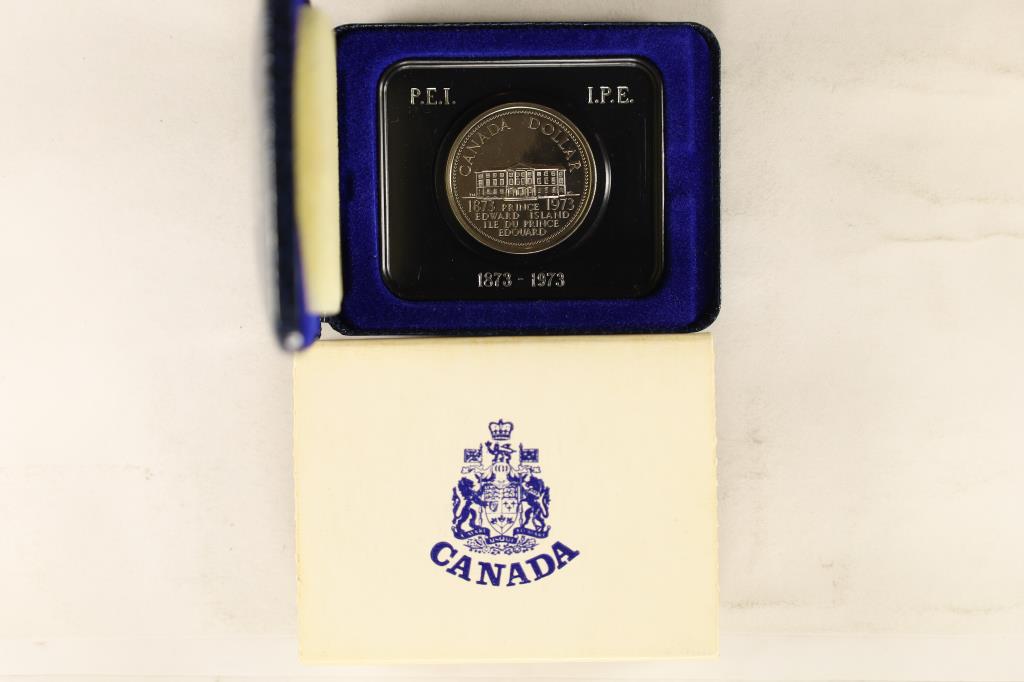 P.E.I. I.P.E.
CANADA DOLLAR
1873 PRINCE 1973
EDWARD ISLAND
ILE DU PRINCE
EDOUARD
1873 - 1973
CANADA